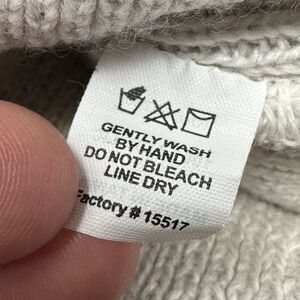 GENTLY WASH
BY HAND
DO NOT BLEACH
LINE DRY
Factory # 15517